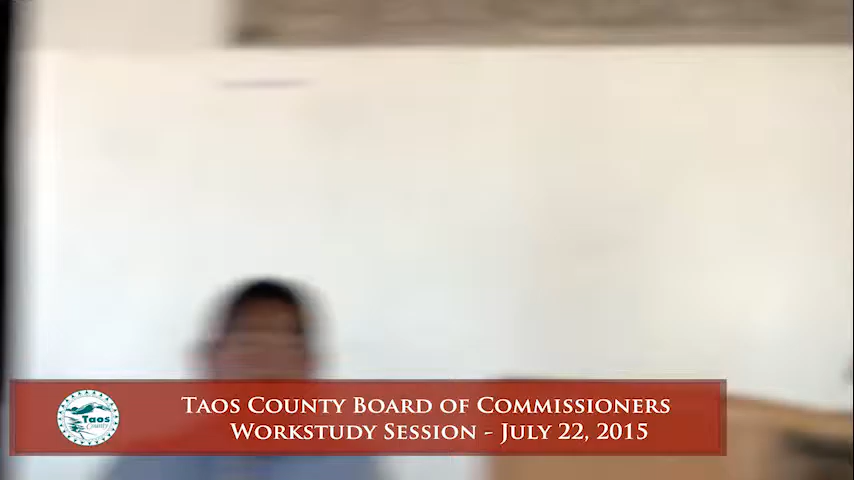 Taos County Board of Commissioners
Workstudy Session - July 22, 2015
Taos
County